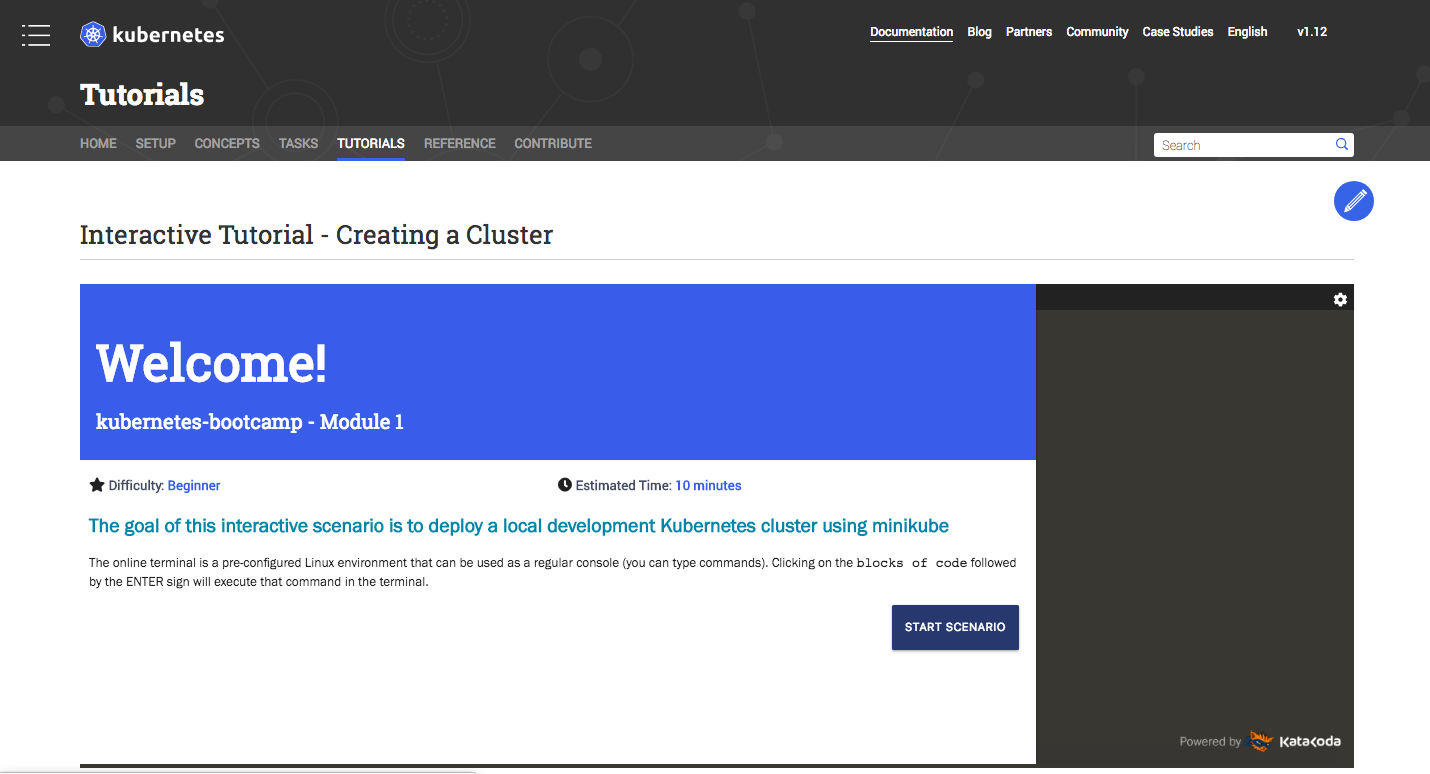 kubernetes
Documentation Blog Partners Community Case Studies English v1.12
Tutorials
HOME SETUP CONCEPTS TASKS TUTORIALS REFERENCE CONTRIBUTE
Search
Interactive Tutorial - Creating a Cluster
Welcome!
kubernetes-bootcamp - Module 1
Difficulty: Beginner
Estimated Time: 10 minutes
The goal of this interactive scenario is to deploy a local development Kubernetes cluster using minikube
The online terminal is a pre-configured Linux environment that can be used as a regular console (you can type commands). Clicking on the blocks of code followed
by the ENTER sign will execute that command in the terminal.
START SCENARIO
Powered by Katacoda